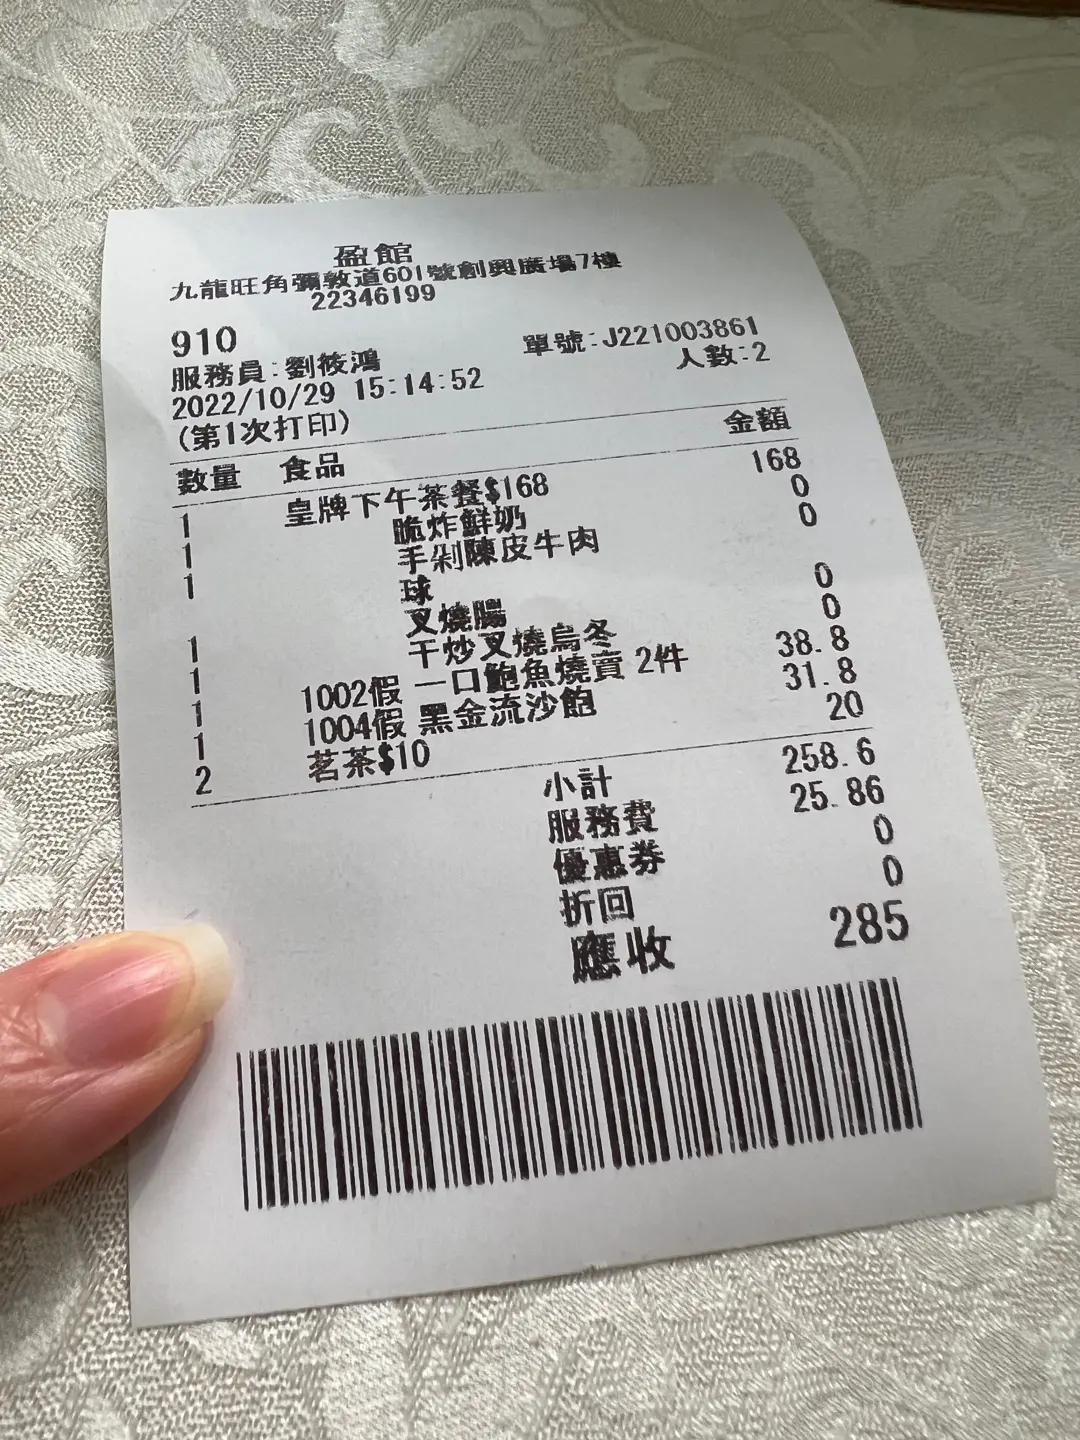 盈館
九龍旺角彌敦道601號創興廣場7樓
22346199
910
單號:J221003861
服務員:劉筱鴻
人數:2
2022/10/29 15:14:52
(第1次打印)
數量 食品 金額
1 皇牌下午茶餐$168 168
1 脆炸鮮奶 0
1 手剁陳皮牛肉 0
球
1 叉燒腸 0
1 干炒叉燒烏冬 0
1 1002假 一口鮑魚燒賣 2件 38.8
1 1004假 黑金流沙飽 31.8
2 茗茶$10 20
小計 258.6
服務費 25.86
優惠券 0
折回 0
應收 285